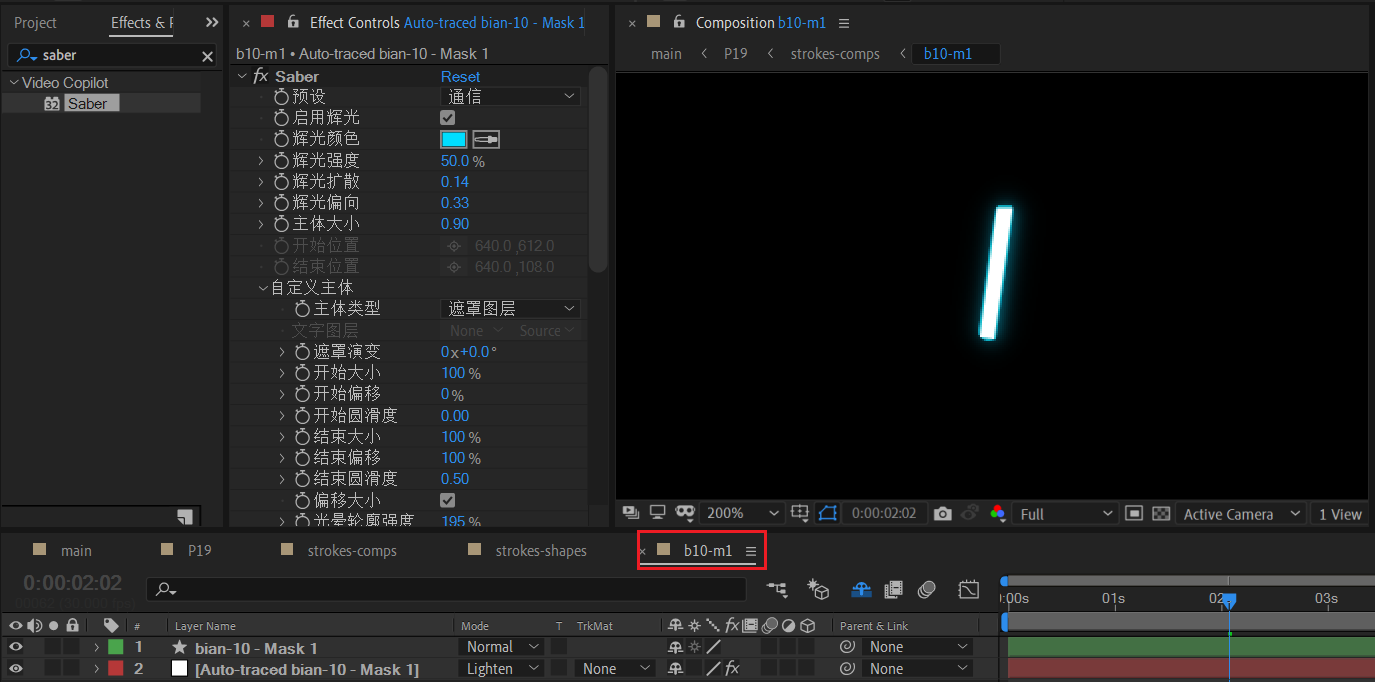 Project
Effects & P
saber
Video Copilot
32 Saber
Effect Controls Auto-traced bian-10 - Mask 1
b10-m1 • Auto-traced bian-10 - Mask 1
fx Saber Reset
预设 通信
启用辉光
辉光颜色
辉光强度 50.0 %
辉光扩散 0.14
辉光偏向 0.33
主体大小 0.90
开始位置 640.0 ,612.0
结束位置 640.0 ,108.0
自定义主体
主体类型 遮罩图层
文字图层 None Source
遮罩演变 0x+0.0°
开始大小 100 %
开始偏移 0%
开始圆滑度 0.00
结束大小 100 %
结束偏移 100 %
结束圆滑度 0.50
偏移大小
光晕轮廓强度 195 %
Composition b10-m1
main P19 strokes-comps b10-m1
200% 0:00:02:02 Full Active Camera 1 View
main P19 strokes-comps strokes-shapes b10-m1
0:00:02:02
# Layer Name Mode T TrkMat fx Parent & Link
1 bian-10 - Mask 1 Normal None
2 [Auto-traced bian-10 - Mask 1] Lighten None fx None
:00s 01s 02s 03s